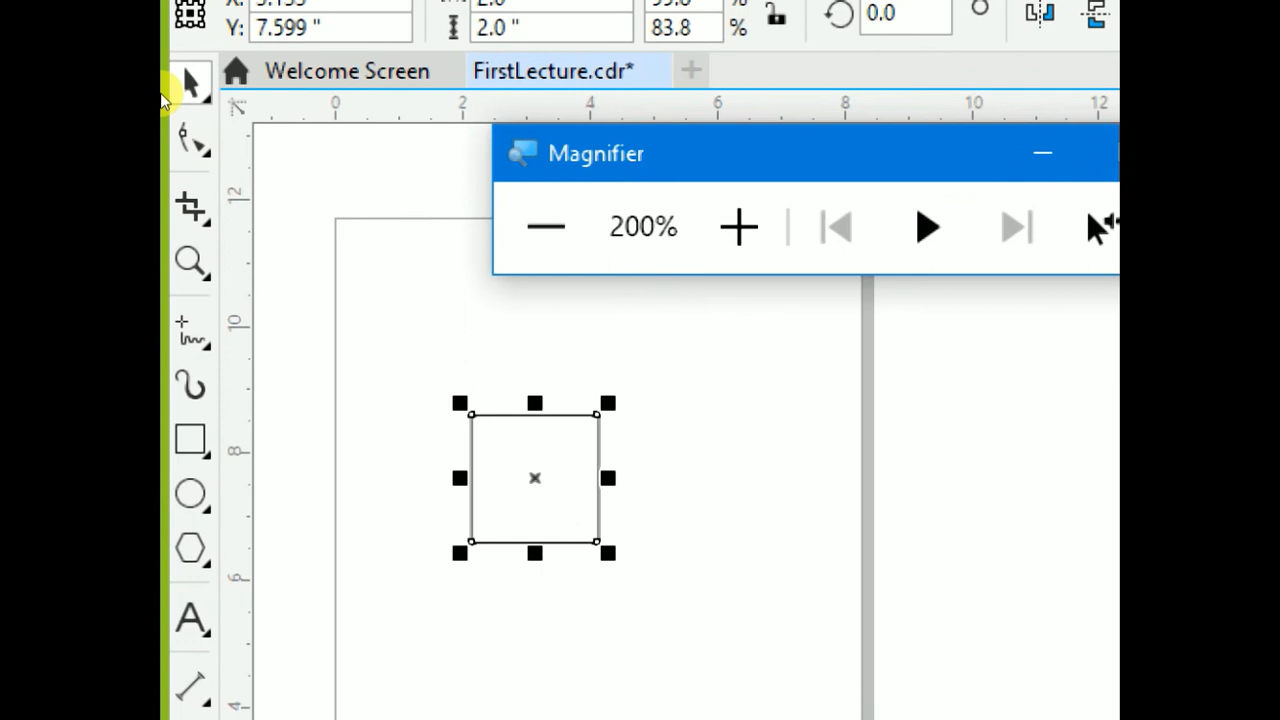 Y: 7.599 " 2.0 " 83.8 % 0.0
Welcome Screen FirstLecture.cdr*
0 2 4 6 8 10 12
Magnifier
200%
12
10
8
6
4
A